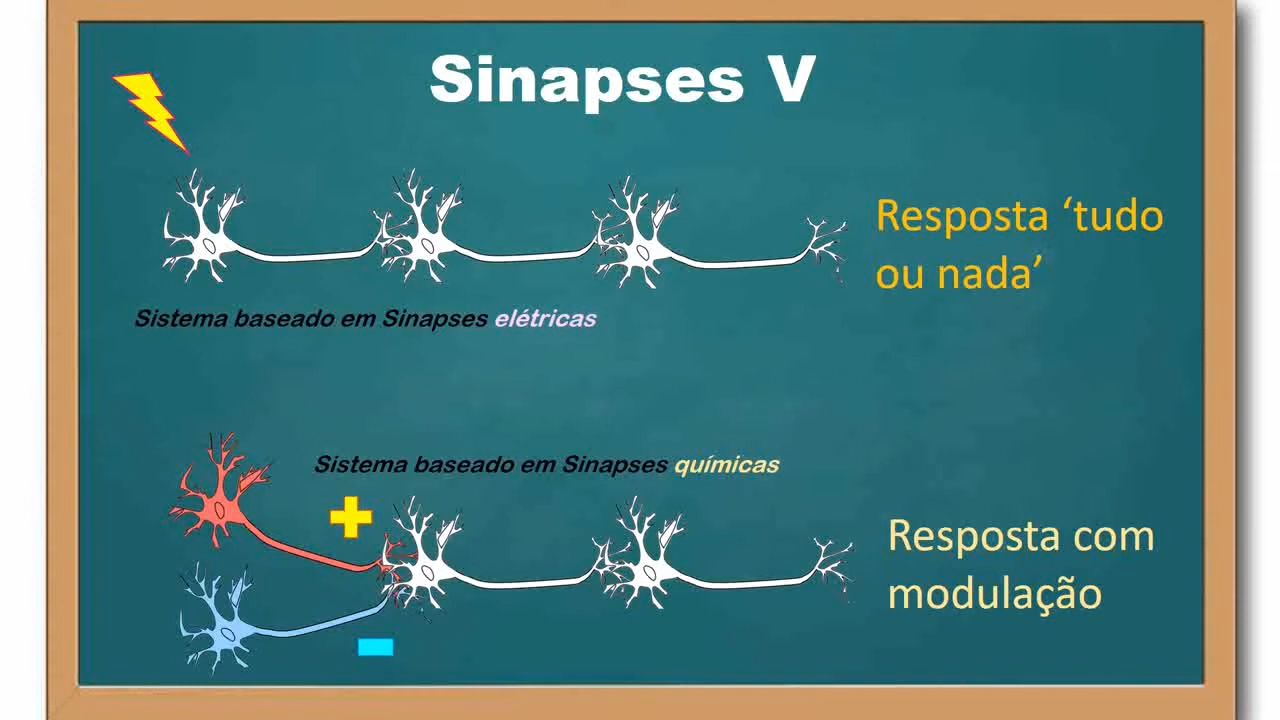 Sinapses V
Resposta ‘tudo
ou nada’
Sistema baseado em Sinapses elétricas
Sistema baseado em Sinapses químicas
Resposta com
modulação